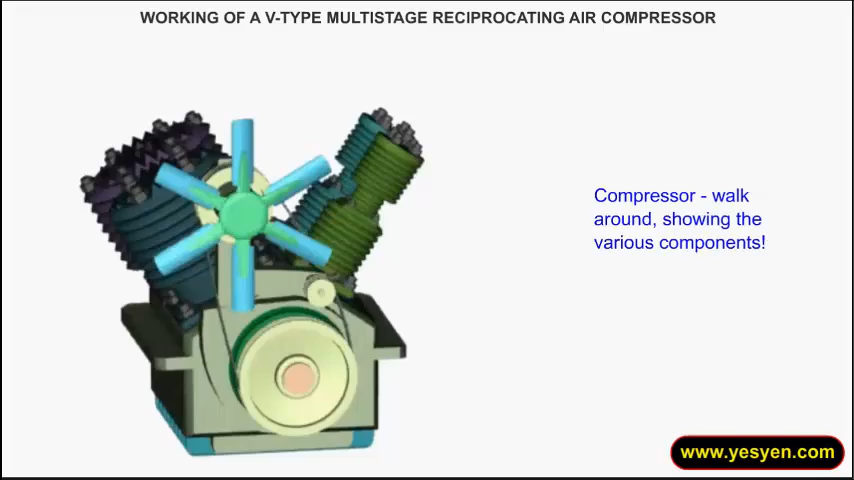 WORKING OF A V-TYPE MULTISTAGE RECIPROCATING AIR COMPRESSOR
Compressor - walk
around, showing the
various components!
www.yesyen.com